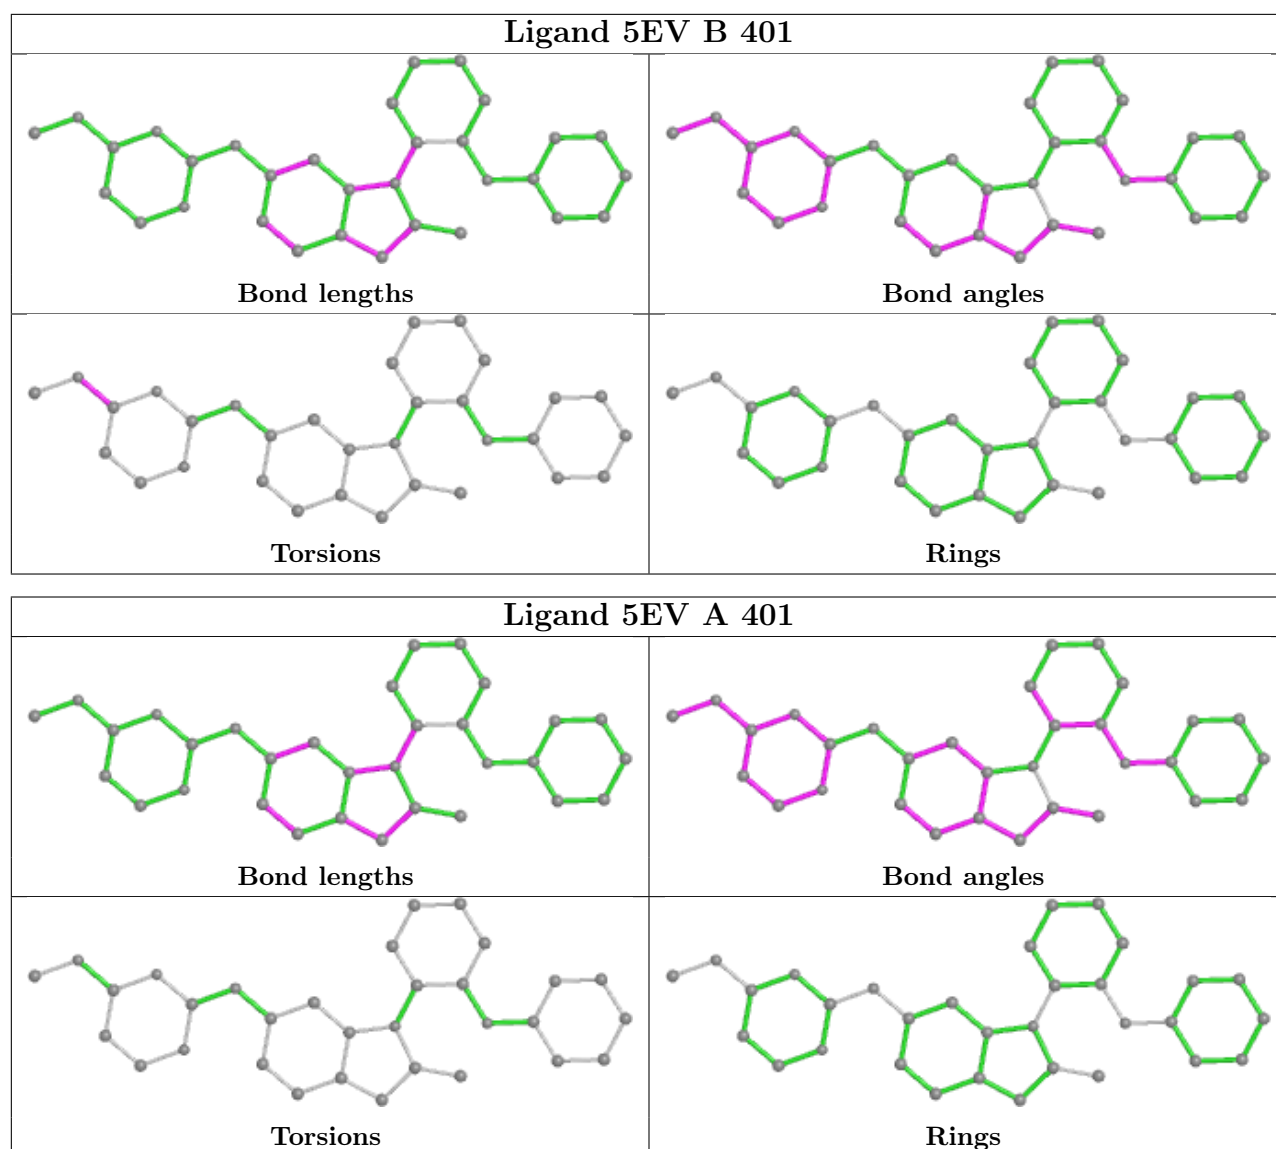 Ligand 5EV B 401
Bond lengths
Bond angles
Torsions
Rings
Ligand 5EV A 401
Bond lengths
Bond angles
Torsions
Rings